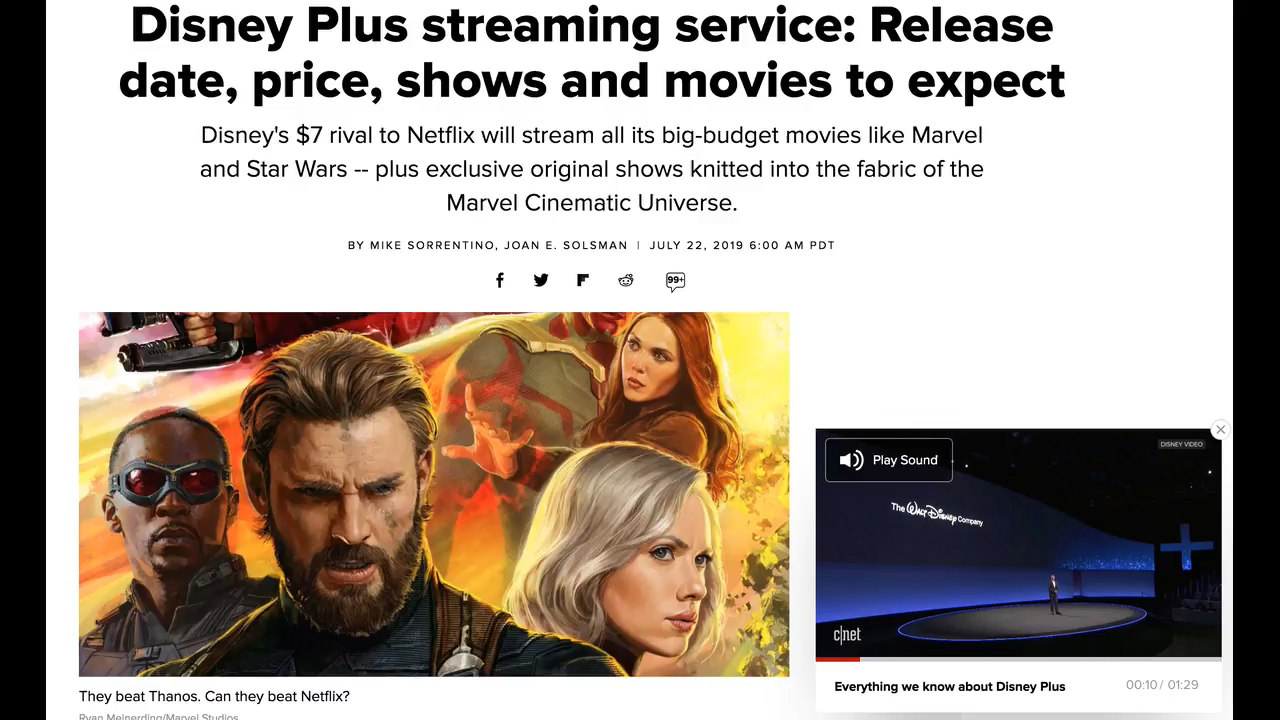 Disney Plus streaming service: Release
date, price, shows and movies to expect
Disney's $7 rival to Netflix will stream all its big-budget movies like Marvel
and Star Wars -- plus exclusive original shows knitted into the fabric of the
Marvel Cinematic Universe.
BY MIKE SORRENTINO, JOAN E. SOLSMAN | JULY 22, 2019 6:00 AM PDT
99+
DISNEY VIDEO
Play Sound
The Walt Disney Company
c|net
Everything we know about Disney Plus 00:10 / 01:29
They beat Thanos. Can they beat Netflix?
Ryan Meinerding/Marvel Studios